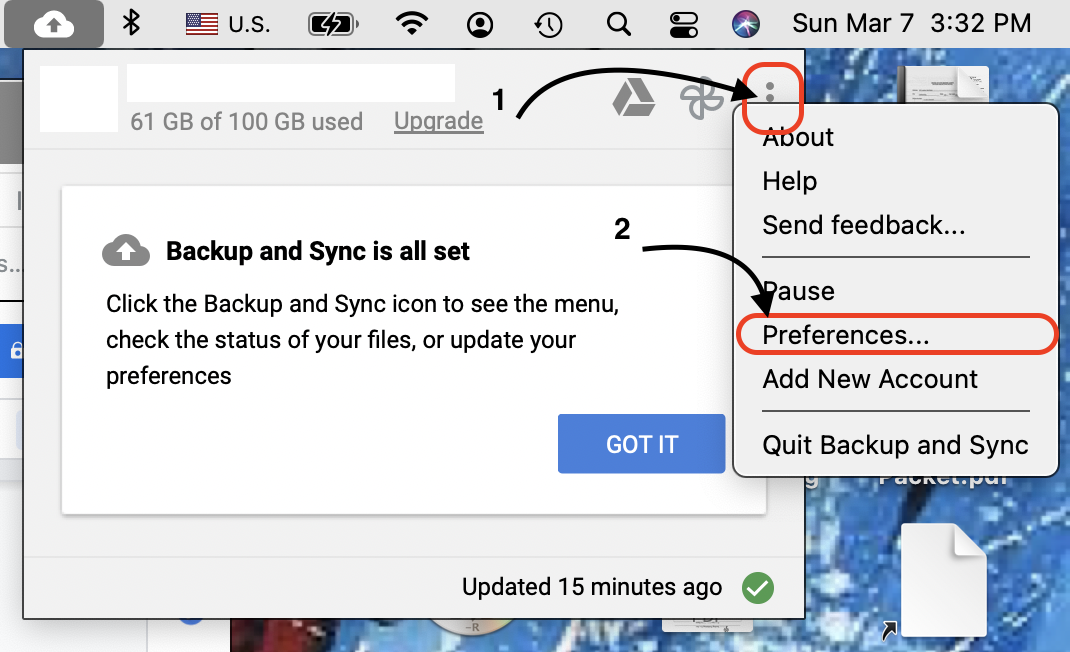 U.S.
Sun Mar 7 3:32 PM
1
61 GB of 100 GB used Upgrade
About
Help
Send feedback...
2
Backup and Sync is all set
Click the Backup and Sync icon to see the menu,
check the status of your files, or update your
preferences
Pause
Preferences...
Add New Account
GOT IT
Quit Backup and Sync
s...
g
Packet.pdf
Updated 15 minutes ago
-R